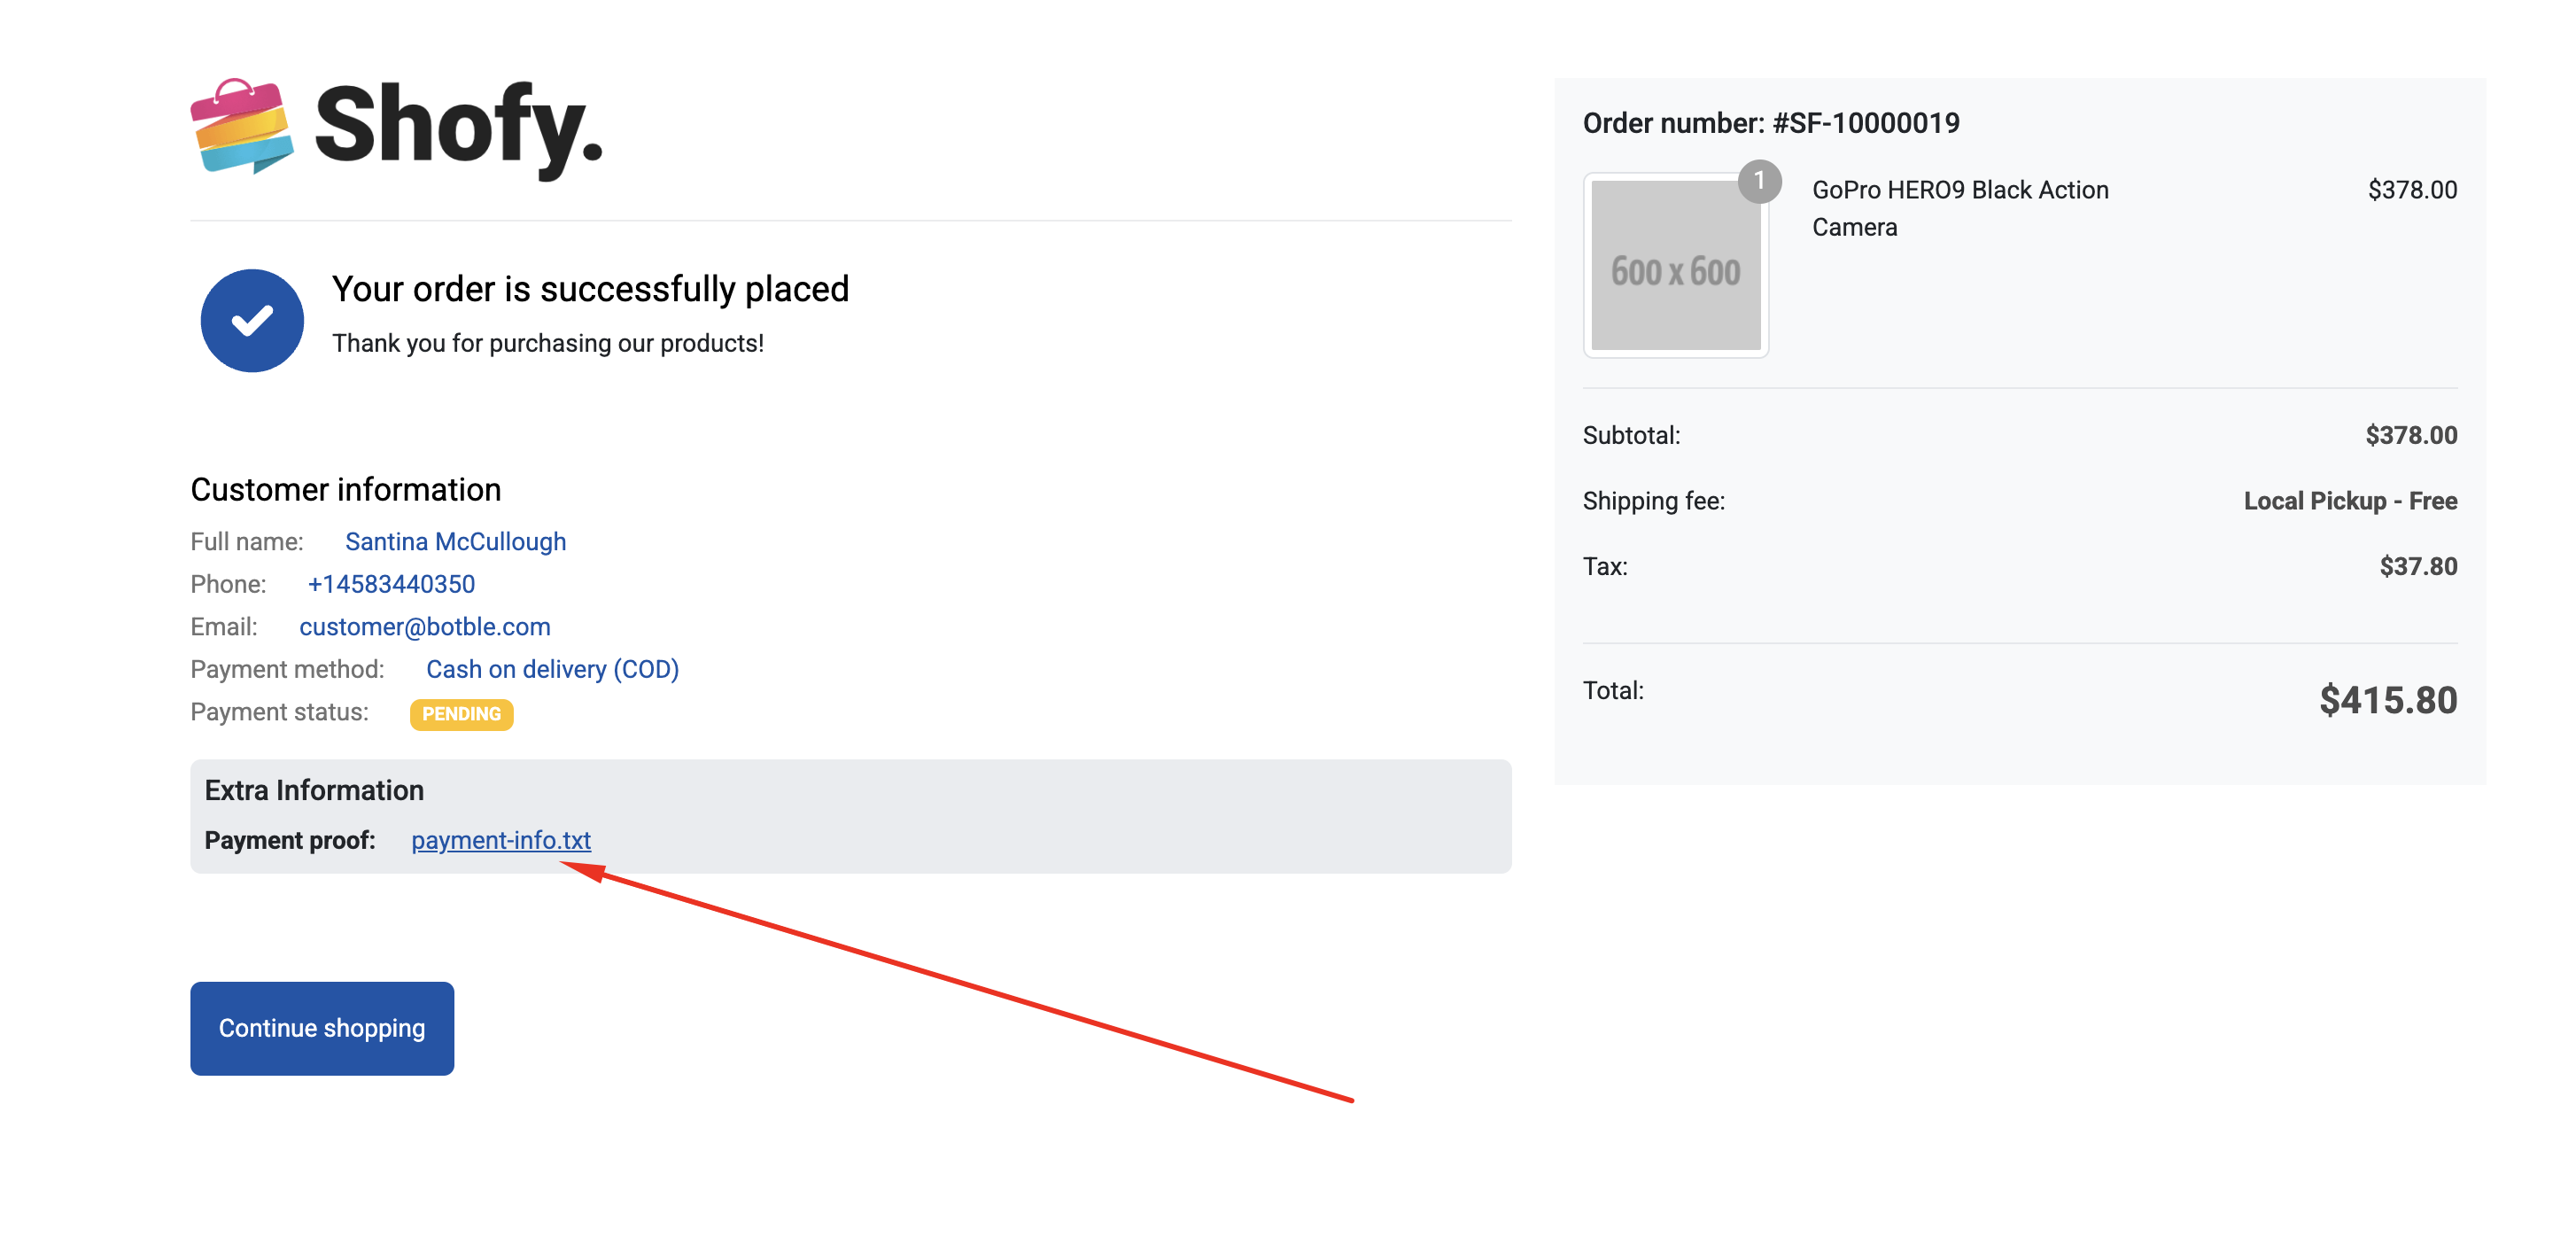 Shofy.
Your order is successfully placed
Thank you for purchasing our products!
Customer information
Full name: Santina McCullough
Phone: +14583440350
Email: customer@botble.com
Payment method: Cash on delivery (COD)
Payment status: PENDING
Extra Information
Payment proof: payment-info.txt
Continue shopping
Order number: #SF-10000019
1
600 x 600
GoPro HERO9 Black Action $378.00
Camera
Subtotal: $378.00
Shipping fee: Local Pickup - Free
Tax: $37.80
Total: $415.80